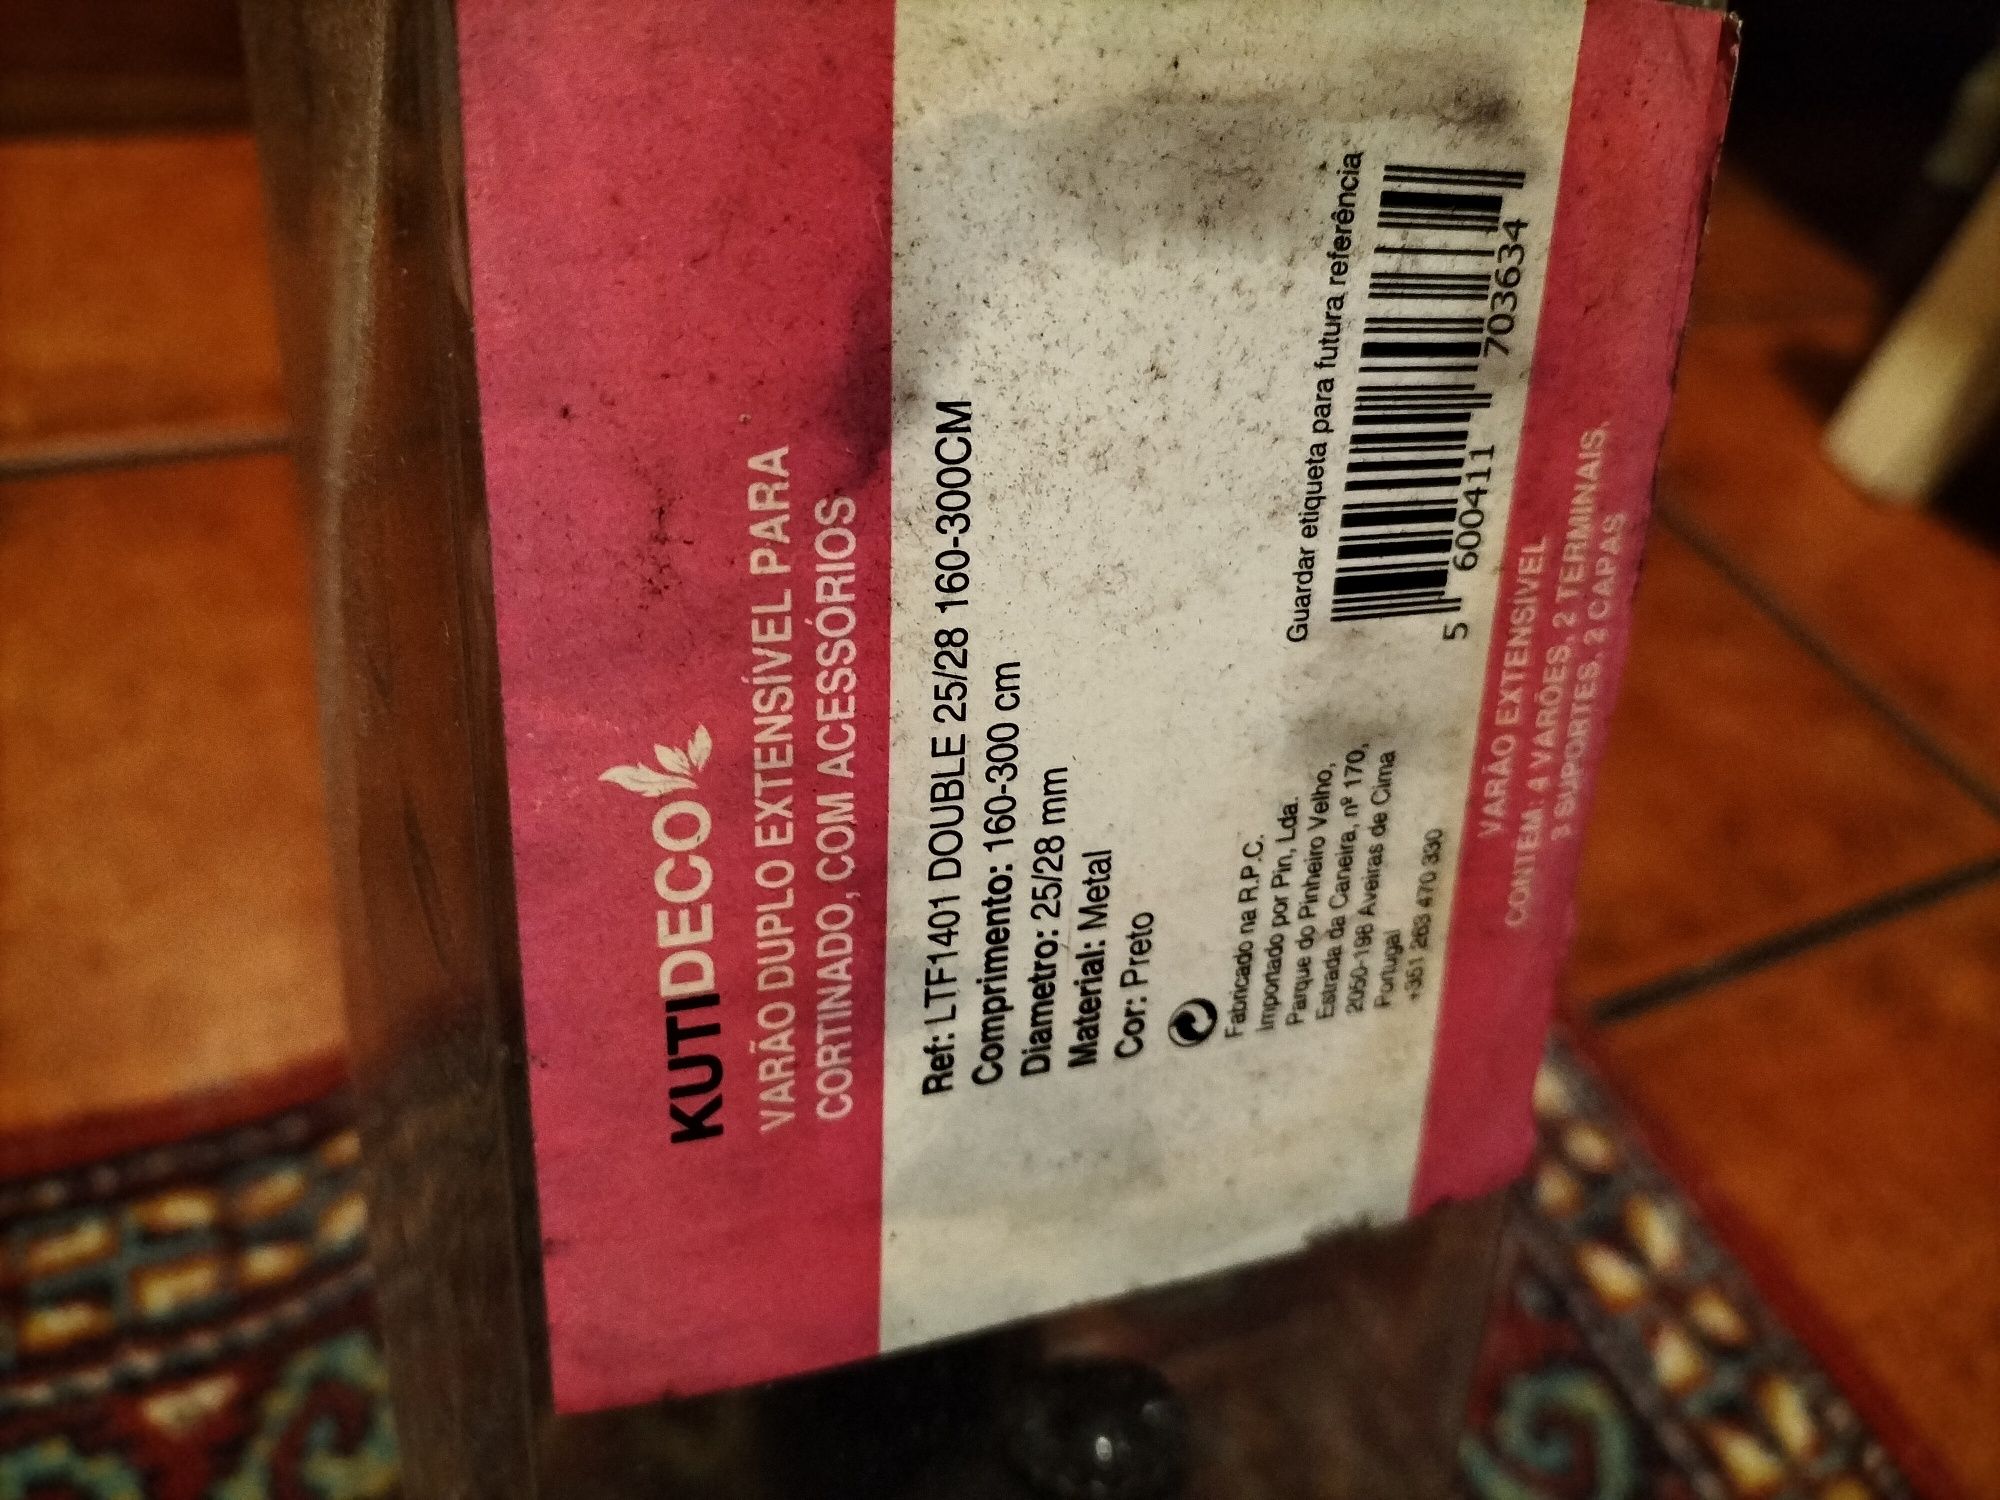 KUTIDECO
VARÃO DUPLO EXTENSÍVEL PARA
CORTINADO, COM ACESSÓRIOS
Ref: LTF1401 DOUBLE 25/28 160-300CM
Comprimento: 160-300 cm
Diametro: 25/28 mm
Material: Metal
Cor: Preto
Fabricado na R.P.C.
Importado por Pin, Lda.
Parque do Pinheiro Velho,
Estrada da Caneira, nº 170,
2050-196 Aveiras de Cima
Portugal
+351 263 470 330
Guardar etiqueta para futura referência
5 600411 703634
VARÃO EXTENSÍVEL
CONTEM: 4 VARÕES, 2 TERMINAIS,
3 SUPORTES, 2 CAPAS